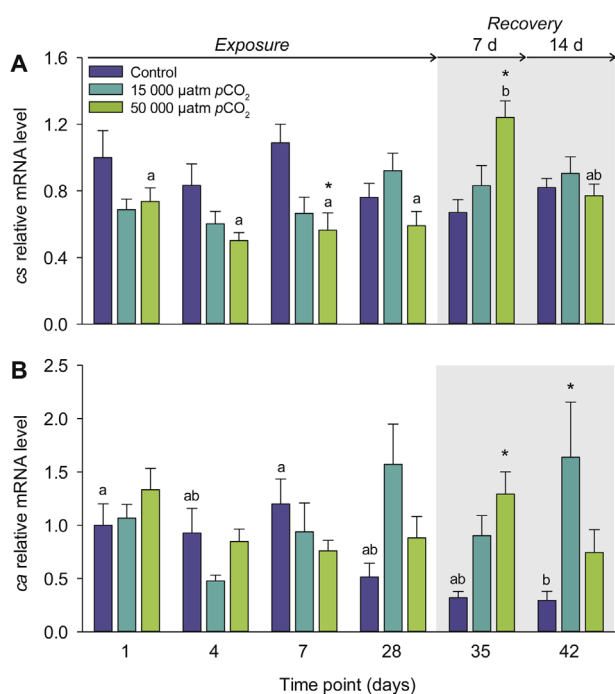 Recovery
Exposure
7 d
14 d
A
1.6
1.2
0.8
0.4
0.0
cs relative mRNA level
Control
15 000 µatm pCO₂
50 000 µatm pCO₂
a
a
*
a
a
*
b
ab
B
2.5
2.0
1.5
1.0
0.5
0.0
ca relative mRNA level
a
ab
a
ab
ab
*
b
*
1
4
7
28
35
42
Time point (days)